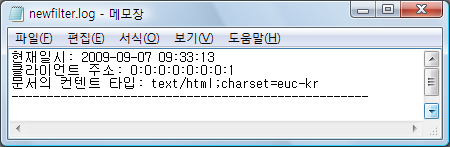 newfilter.log - 메모장
파일(F) 편집(E) 서식(O) 보기(V) 도움말(H)
현재일시: 2009-09-07 09:33:13
클라이언트 주소: 0:0:0:0:0:0:0:1
문서의 컨텐트 타입: text/html;charset=euc-kr
----------------------------------------------------